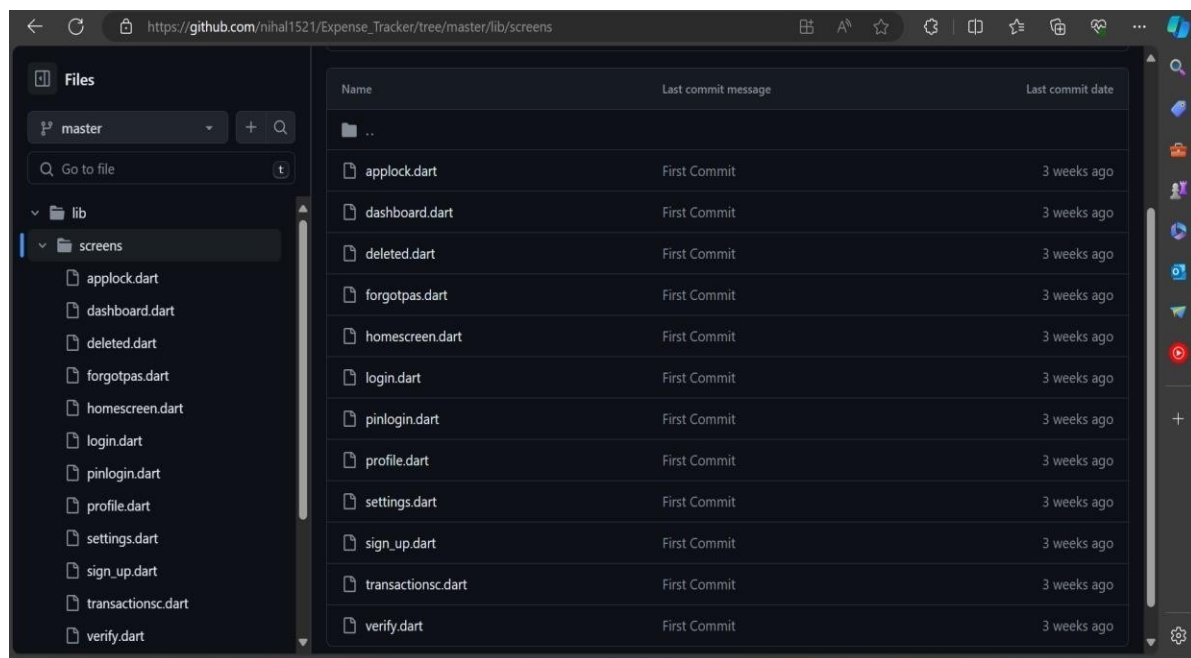 https://github.com/nihal1521/Expense_Tracker/tree/master/lib/screens
Files
master
Go to file
t
lib
screens
applock.dart
dashboard.dart
deleted.dart
forgotpas.dart
homescreen.dart
login.dart
pinlogin.dart
profile.dart
settings.dart
sign_up.dart
transactionsc.dart
verify.dart
Name Last commit message Last commit date
..
applock.dart First Commit 3 weeks ago
dashboard.dart First Commit 3 weeks ago
deleted.dart First Commit 3 weeks ago
forgotpas.dart First Commit 3 weeks ago
homescreen.dart First Commit 3 weeks ago
login.dart First Commit 3 weeks ago
pinlogin.dart First Commit 3 weeks ago
profile.dart First Commit 3 weeks ago
settings.dart First Commit 3 weeks ago
sign_up.dart First Commit 3 weeks ago
transactionsc.dart First Commit 3 weeks ago
verify.dart First Commit 3 weeks ago